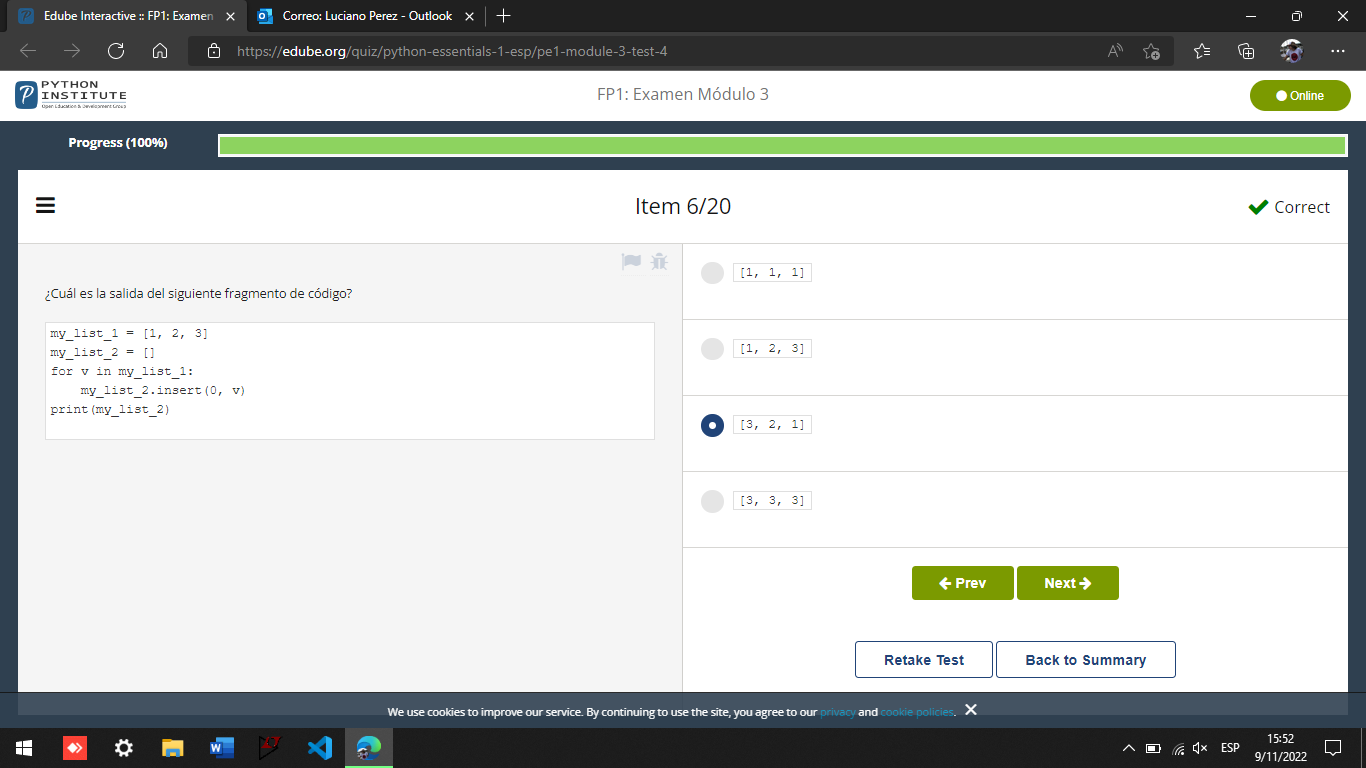 Edube Interactive :: FP1: Examen
Correo: Luciano Perez - Outlook
https://edube.org/quiz/python-essentials-1-esp/pe1-module-3-test-4
PYTHON
INSTITUTE
Open Education & Development Group
FP1: Examen Módulo 3
Online
Progress (100%)
Item 6/20
Correct
¿Cuál es la salida del siguiente fragmento de código?
my_list_1 = [1, 2, 3]
my_list_2 = []
for v in my_list_1:
    my_list_2.insert(0, v)
print(my_list_2)
[1, 1, 1]
[1, 2, 3]
[3, 2, 1]
[3, 3, 3]
Prev
Next
Retake Test
Back to Summary
We use cookies to improve our service. By continuing to use the site, you agree to our privacy and cookie policies.
ESP
15:52
9/11/2022